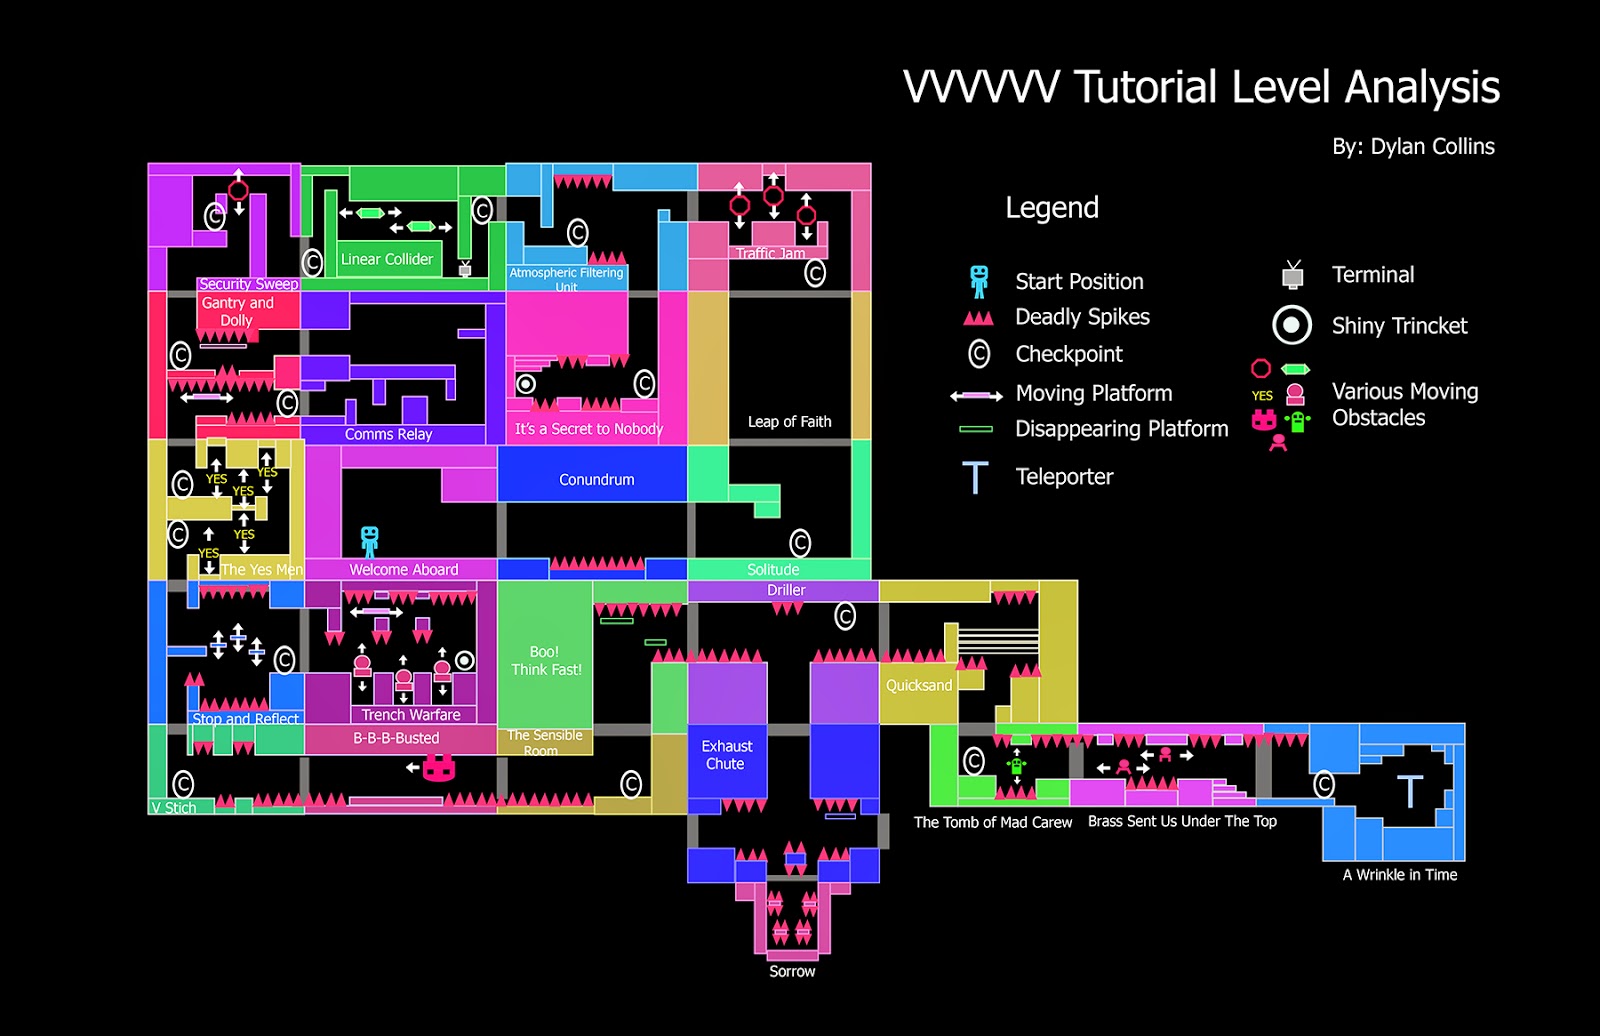 VVVVVV Tutorial Level Analysis
By: Dylan Collins
Legend
Start Position
Deadly Spikes
C
Checkpoint
Moving Platform
Disappearing Platform
Teleporter
Terminal
Shiny Trincket
YES
Various Moving
Obstacles
C
C
Linear Collider
C
C
Atmospheric Filtering
Unit
Traffic Jam
C
Security Sweep
Gantry and
Dolly
C
C
Comms Relay
C
It's a Secret to Nobody
Leap of Faith
C
YES
YES
YES
C
YES
YES
The Yes Men
Welcome Aboard
Conundrum
C
Solitude
Driller
C
C
Stop and Reflect
Trench Warfare
Boo!
Think Fast!
Quicksand
B-B-B-Busted
The Sensible
Room
C
V Stich
C
Exhaust
Chute
C
The Tomb of Mad Carew
Brass Sent Us Under The Top
C
T
A Wrinkle in Time
Sorrow